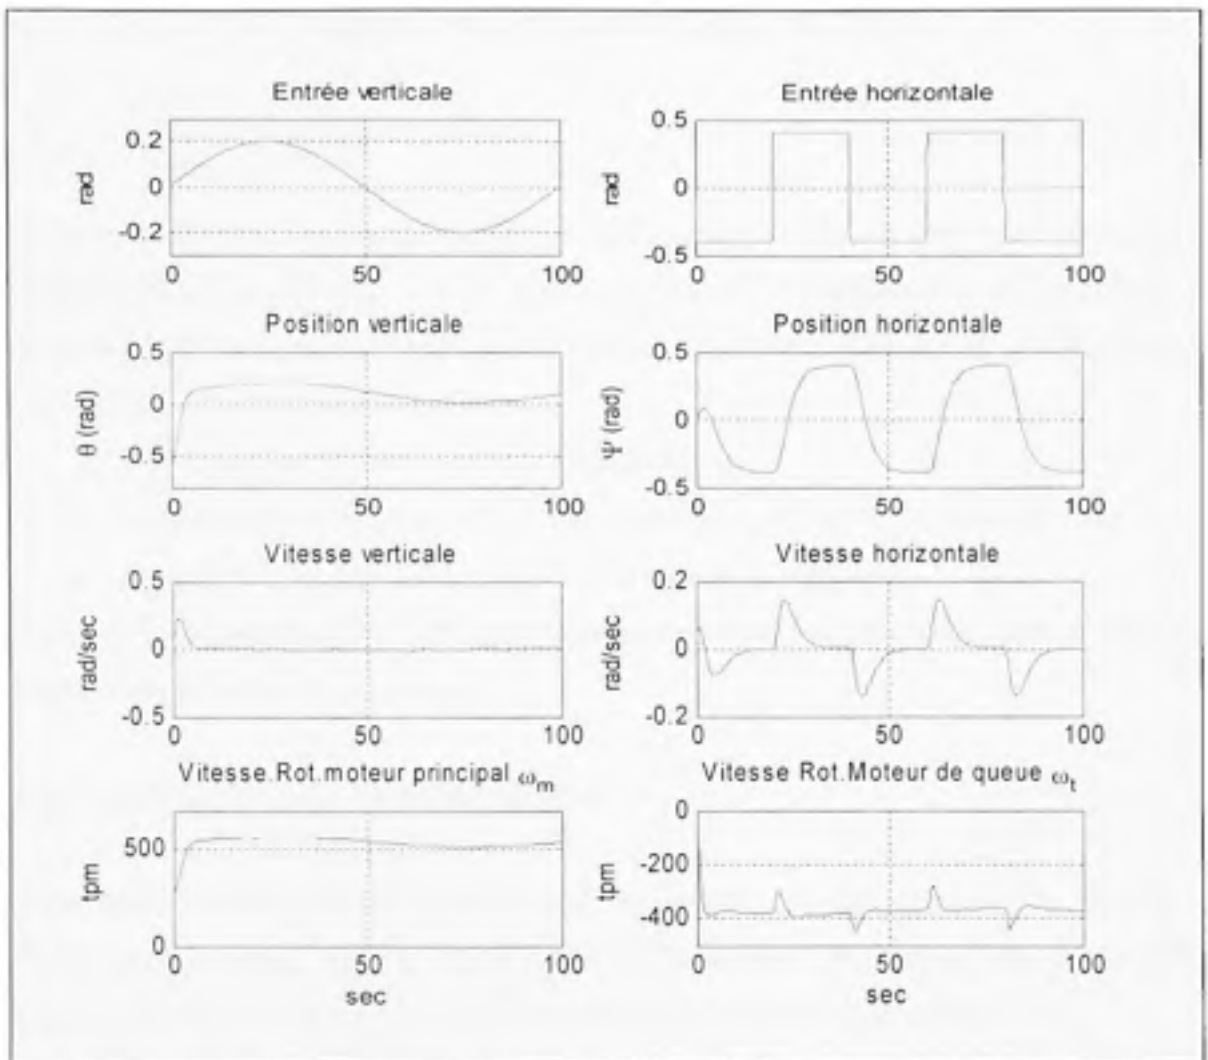 Entrée verticale
0.2
0
-0.2
rad
0 50 100
Entrée horizontale
0.5
0
-0.5
rad
0 50 100
Position verticale
0.5
0
-0.5
θ (rad)
0 50 100
Position horizontale
0.5
0
-0.5
Ψ (rad)
0 50 100
Vitesse verticale
0.5
0
-0.5
rad/sec
0 50 100
Vitesse horizontale
0.2
0
-0.2
rad/sec
0 50 100
Vitesse.Rot.moteur principal ωm
500
0
tpm
0 50 100
sec
Vitesse Rot.Moteur de queue ωt
0
-200
-400
tpm
0 50 100
sec